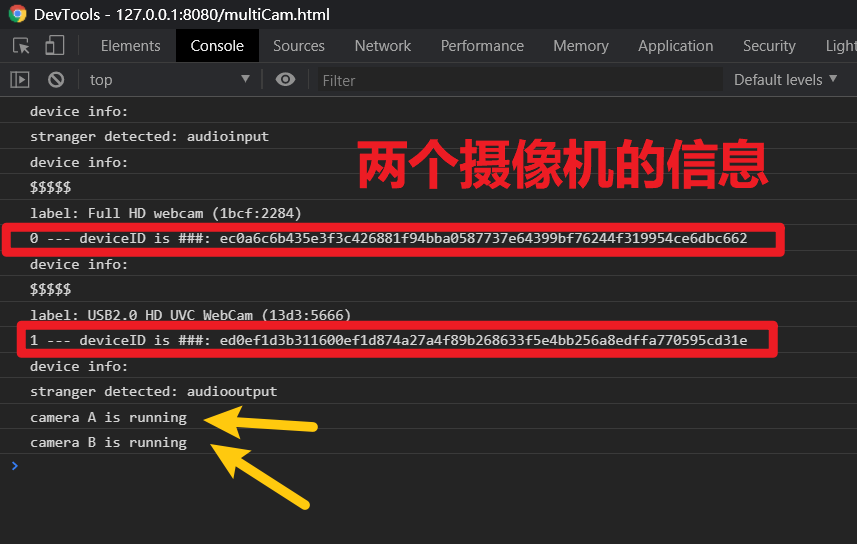 DevTools - 127.0.0.1:8080/multiCam.html
Elements Console Sources Network Performance Memory Application Security Light
top Filter Default levels
device info:
stranger detected: audioinput
device info:
两个摄像机的信息
$$$$$
label: Full HD webcam (1bcf:2284)
0 --- deviceID is ###: ec0a6c6b435e3f3c426881f94bba0587737e64399bf76244f319954ce6dbc662
device info:
$$$$$
label: USB2.0 HD UVC WebCam (13d3:5666)
1 --- deviceID is ###: ed0ef1d3b311600ef1d874a27a4f89b268633f5e4bb256a8edffa770595cd31e
device info:
stranger detected: audiooutput
camera A is running
camera B is running